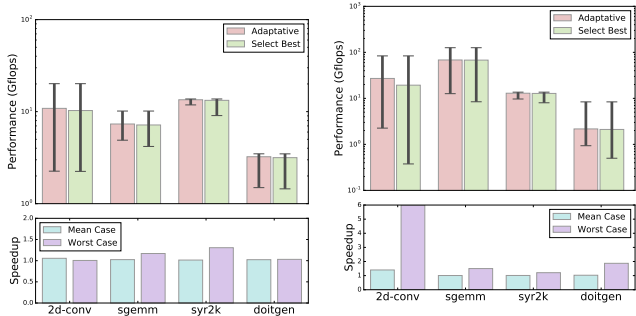 Performance (Gflops)
10²
10¹
10⁰
Adaptative
Select Best
Speedup
2.0
1.5
1.0
0.5
0.0
Mean Case
Worst Case
2d-conv sgemm syr2k doitgen
Performance (Gflops)
10³
10²
10¹
10⁰
10⁻¹
Adaptative
Select Best
Speedup
6
5
4
3
2
1
0
Mean Case
Worst Case
2d-conv sgemm syr2k doitgen